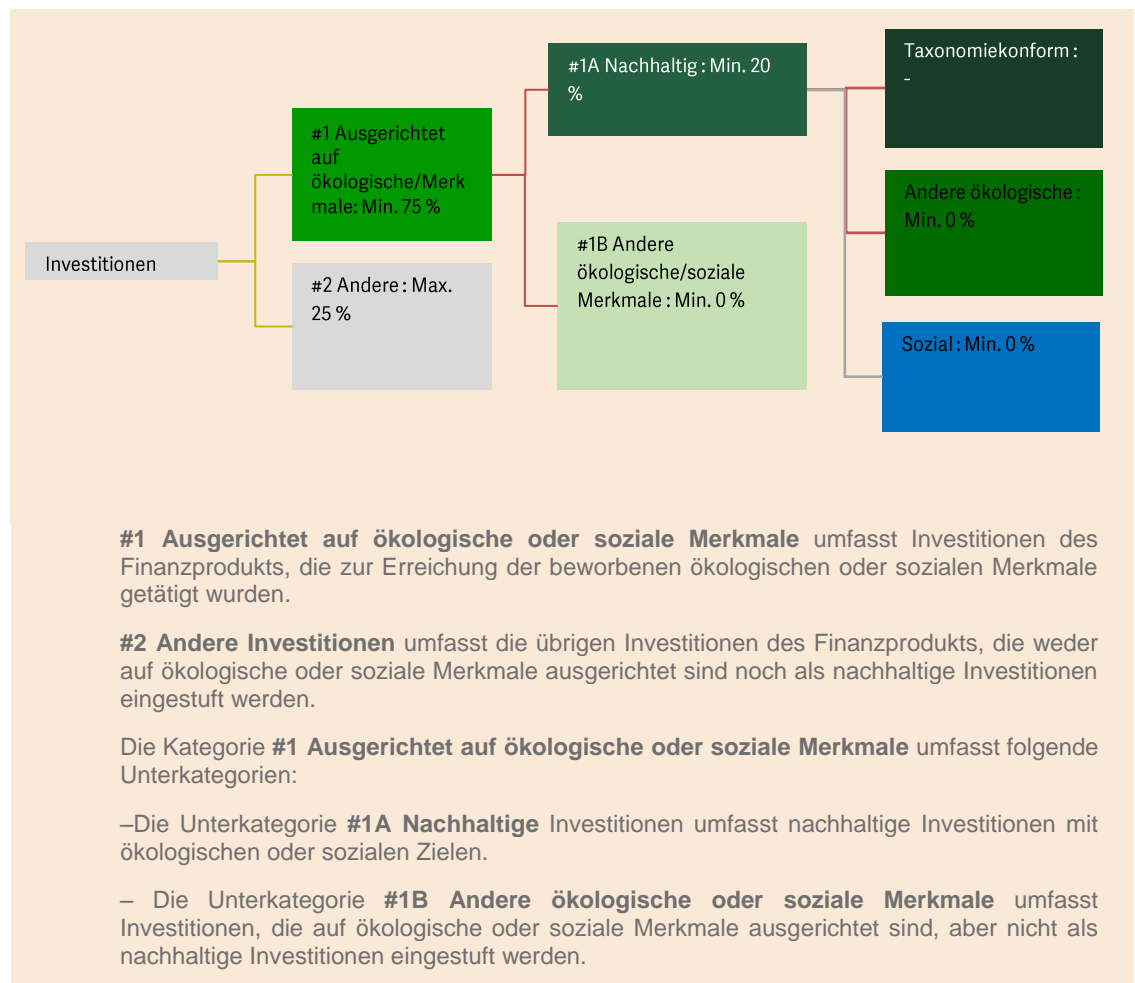 Investitionen
#1 Ausgerichtet
auf
ökologische/Merk
male: Min. 75 %
#2 Andere : Max.
25 %
#1A Nachhaltig : Min. 20
%
#1B Andere
ökologische/soziale
Merkmale : Min. 0 %
Taxonomiekonform :
-
Andere ökologische :
Min. 0 %
Sozial : Min. 0 %
#1 Ausgerichtet auf ökologische oder soziale Merkmale umfasst Investitionen des
Finanzprodukts, die zur Erreichung der beworbenen ökologischen oder sozialen Merkmale
getätigt wurden.
#2 Andere Investitionen umfasst die übrigen Investitionen des Finanzprodukts, die weder
auf ökologische oder soziale Merkmale ausgerichtet sind noch als nachhaltige Investitionen
eingestuft werden.
Die Kategorie #1 Ausgerichtet auf ökologische oder soziale Merkmale umfasst folgende
Unterkategorien:
–Die Unterkategorie #1A Nachhaltige Investitionen umfasst nachhaltige Investitionen mit
ökologischen oder sozialen Zielen.
– Die Unterkategorie #1B Andere ökologische oder soziale Merkmale umfasst
Investitionen, die auf ökologische oder soziale Merkmale ausgerichtet sind, aber nicht als
nachhaltige Investitionen eingestuft werden.